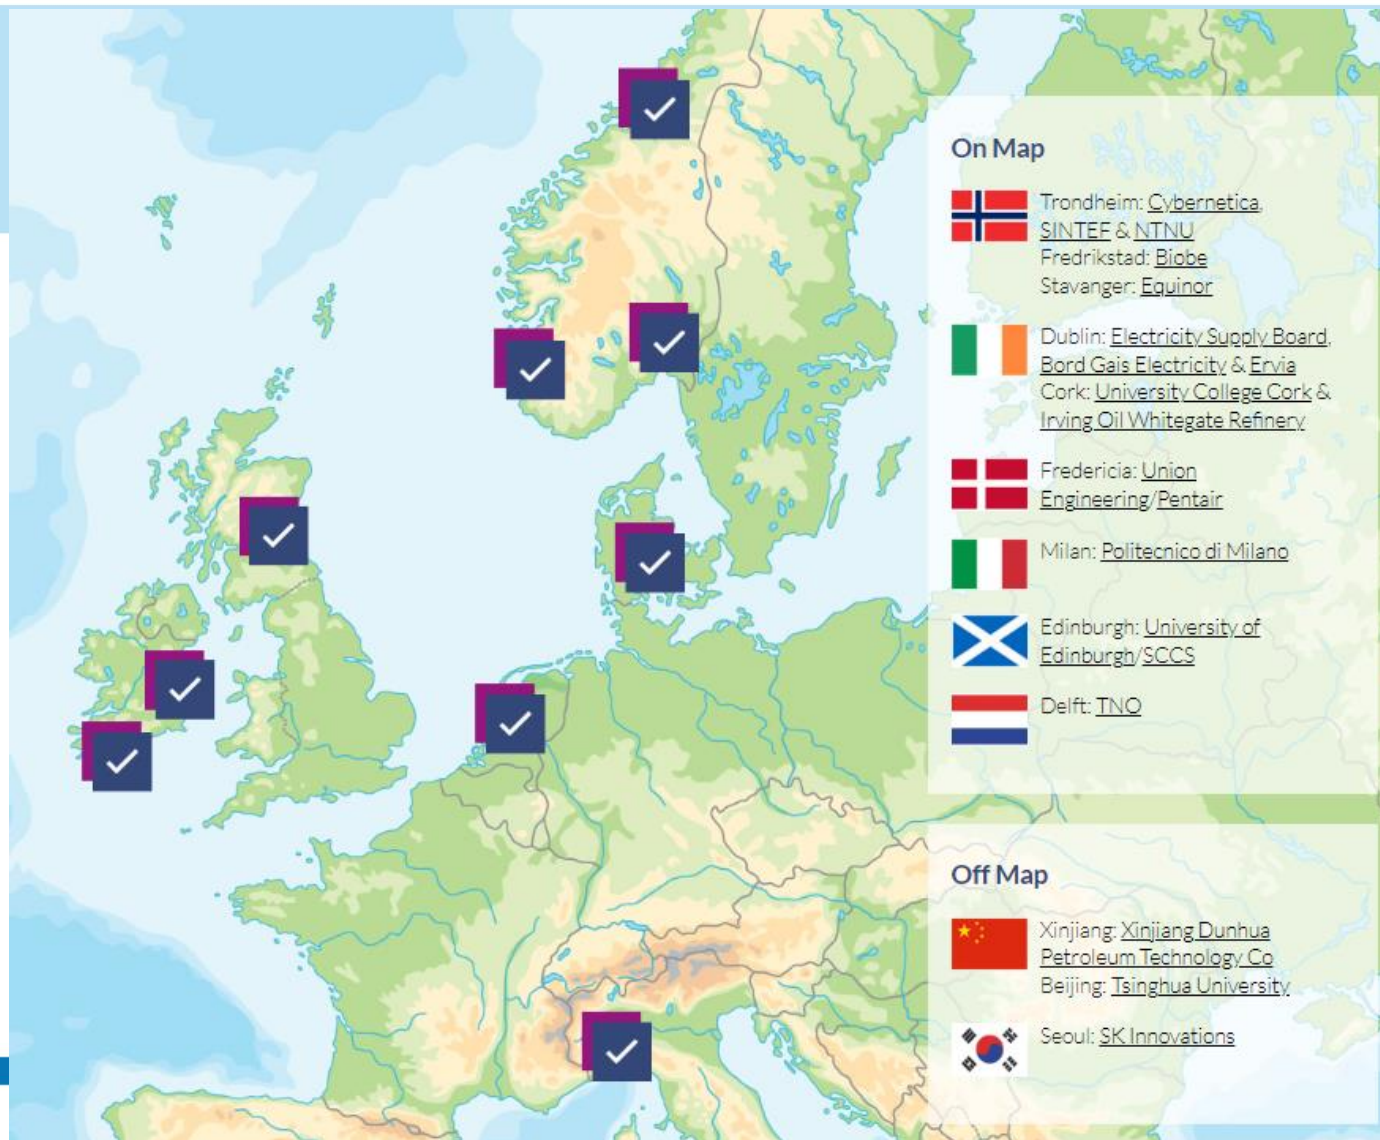 On Map
Trondheim: Cybernetica,
SINTEF & NTNU
Fredrikstad: Biobe
Stavanger: Equinor
Dublin: Electricity Supply Board,
Bord Gais Electricity & Ervia
Cork: University College Cork &
Irving Oil Whitegate Refinery
Fredericia: Union
Engineering/Pentair
Milan: Politecnico di Milano
Edinburgh: University of
Edinburgh/SCCS
Delft: TNO
Off Map
Xinjiang: Xinjiang Dunhua
Petroleum Technology Co
Beijing: Tsinghua University
Seoul: SK Innovations